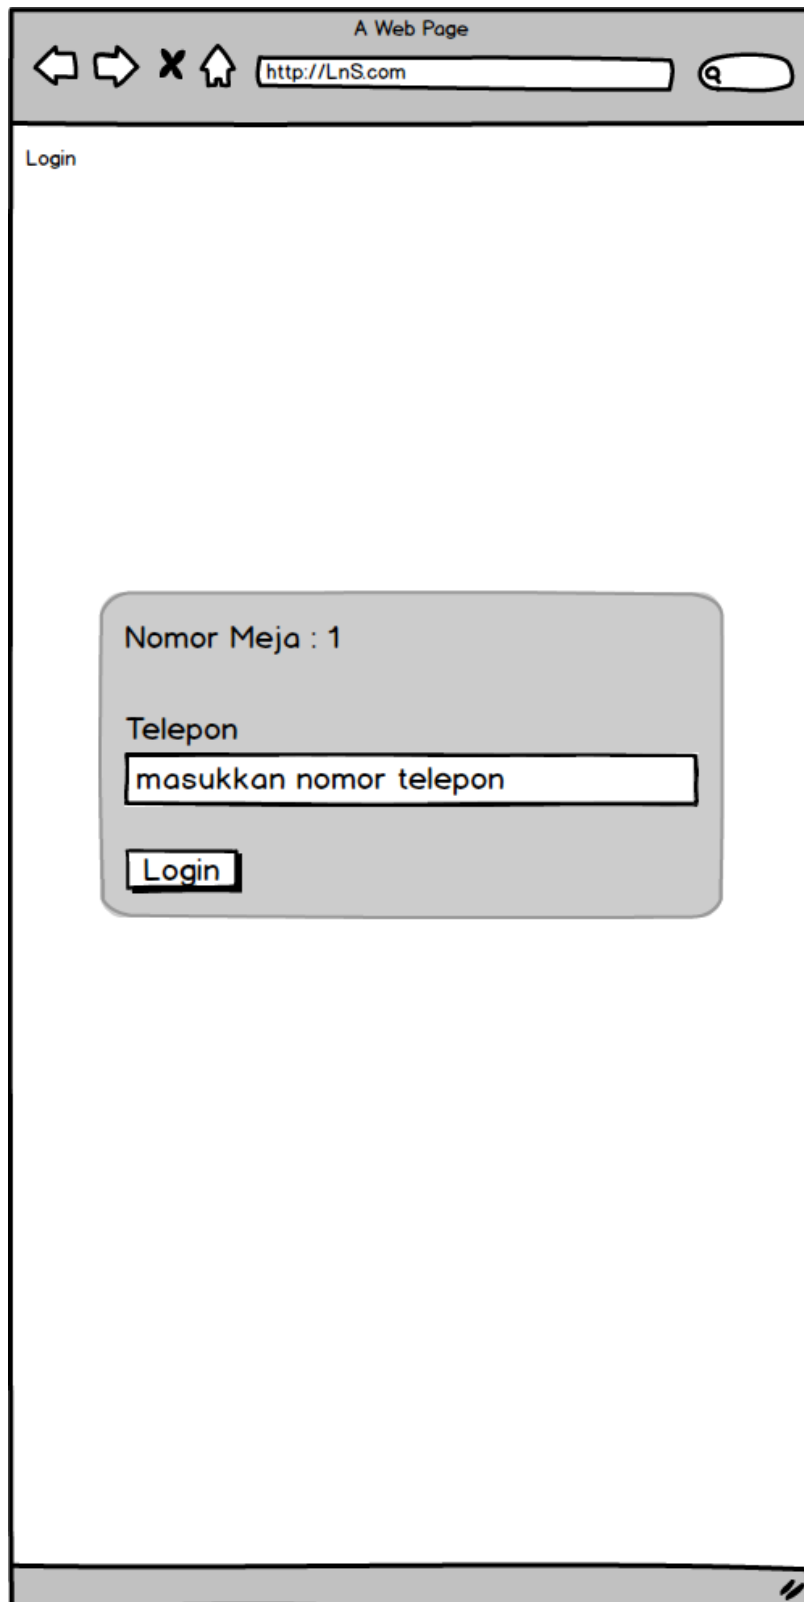 A Web Page
http://LnS.com
Login
Nomor Meja : 1
Telepon
masukkan nomor telepon
Login